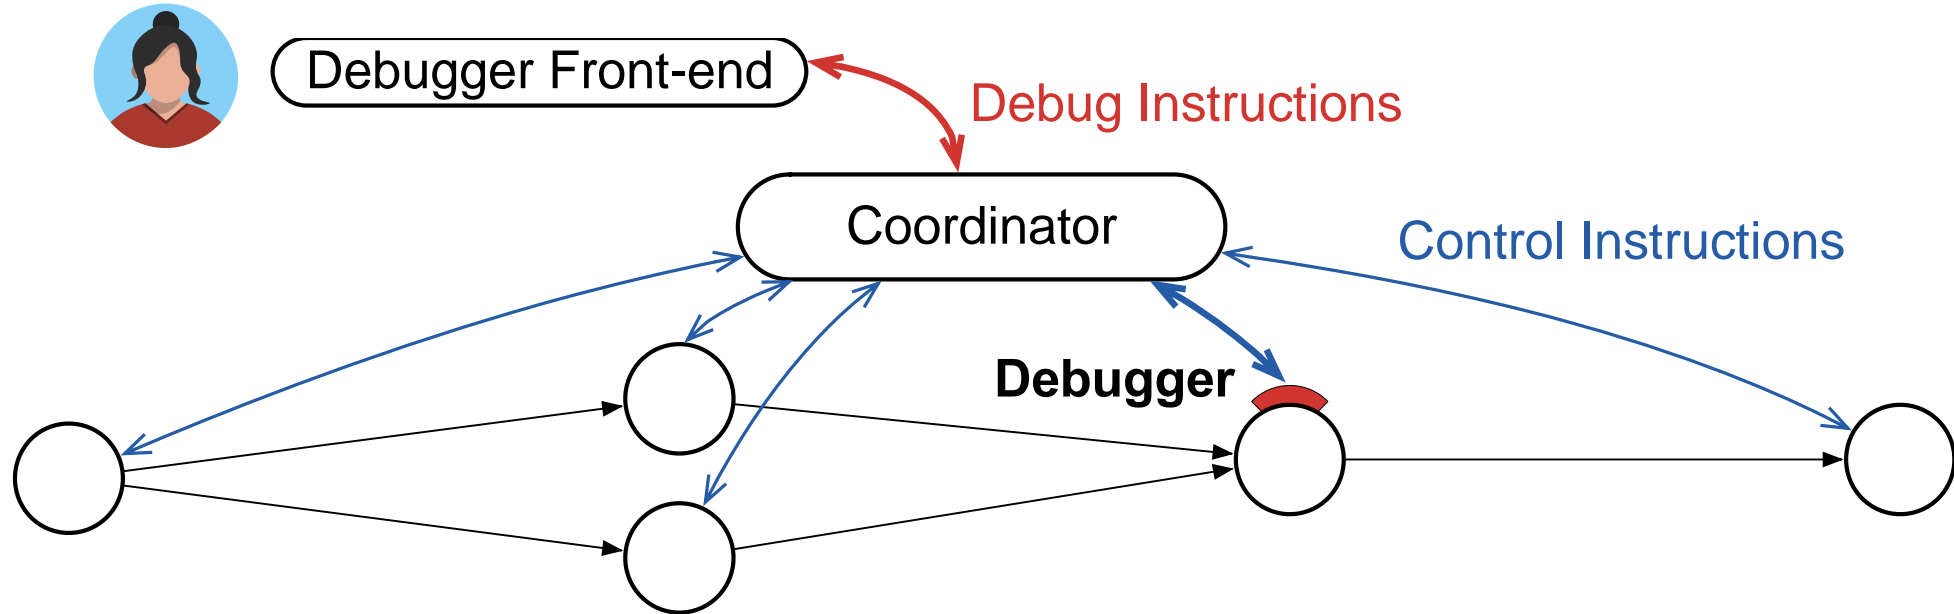 Debugger Front-end
Debug Instructions
Coordinator
Control Instructions
Debugger